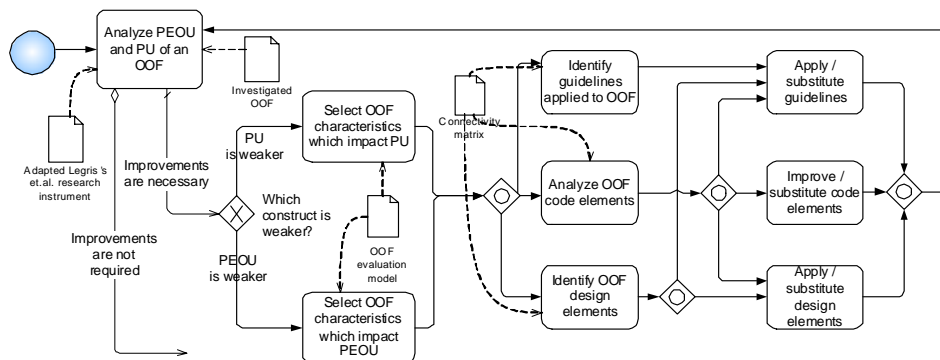 Analyze PEOU
and PU of an
OOF
Investigated
OOF
Adapted Legris 's
et.al. research
instrument
Improvements
are necessary
Improvements
are not
required
PU
is weaker
Which
construct is
weaker?
PEOU
is weaker
Select OOF
characteristics
which impact PU
OOF
evaluation
model
Select OOF
characteristics
which impact
PEOU
Connectivity
matrix
Identify
guidelines
applied to OOF
Analyze OOF
code elements
Identify OOF
design
elements
Apply /
substitute
guidelines
Improve /
substitute code
elements
Apply /
substitute
design elements